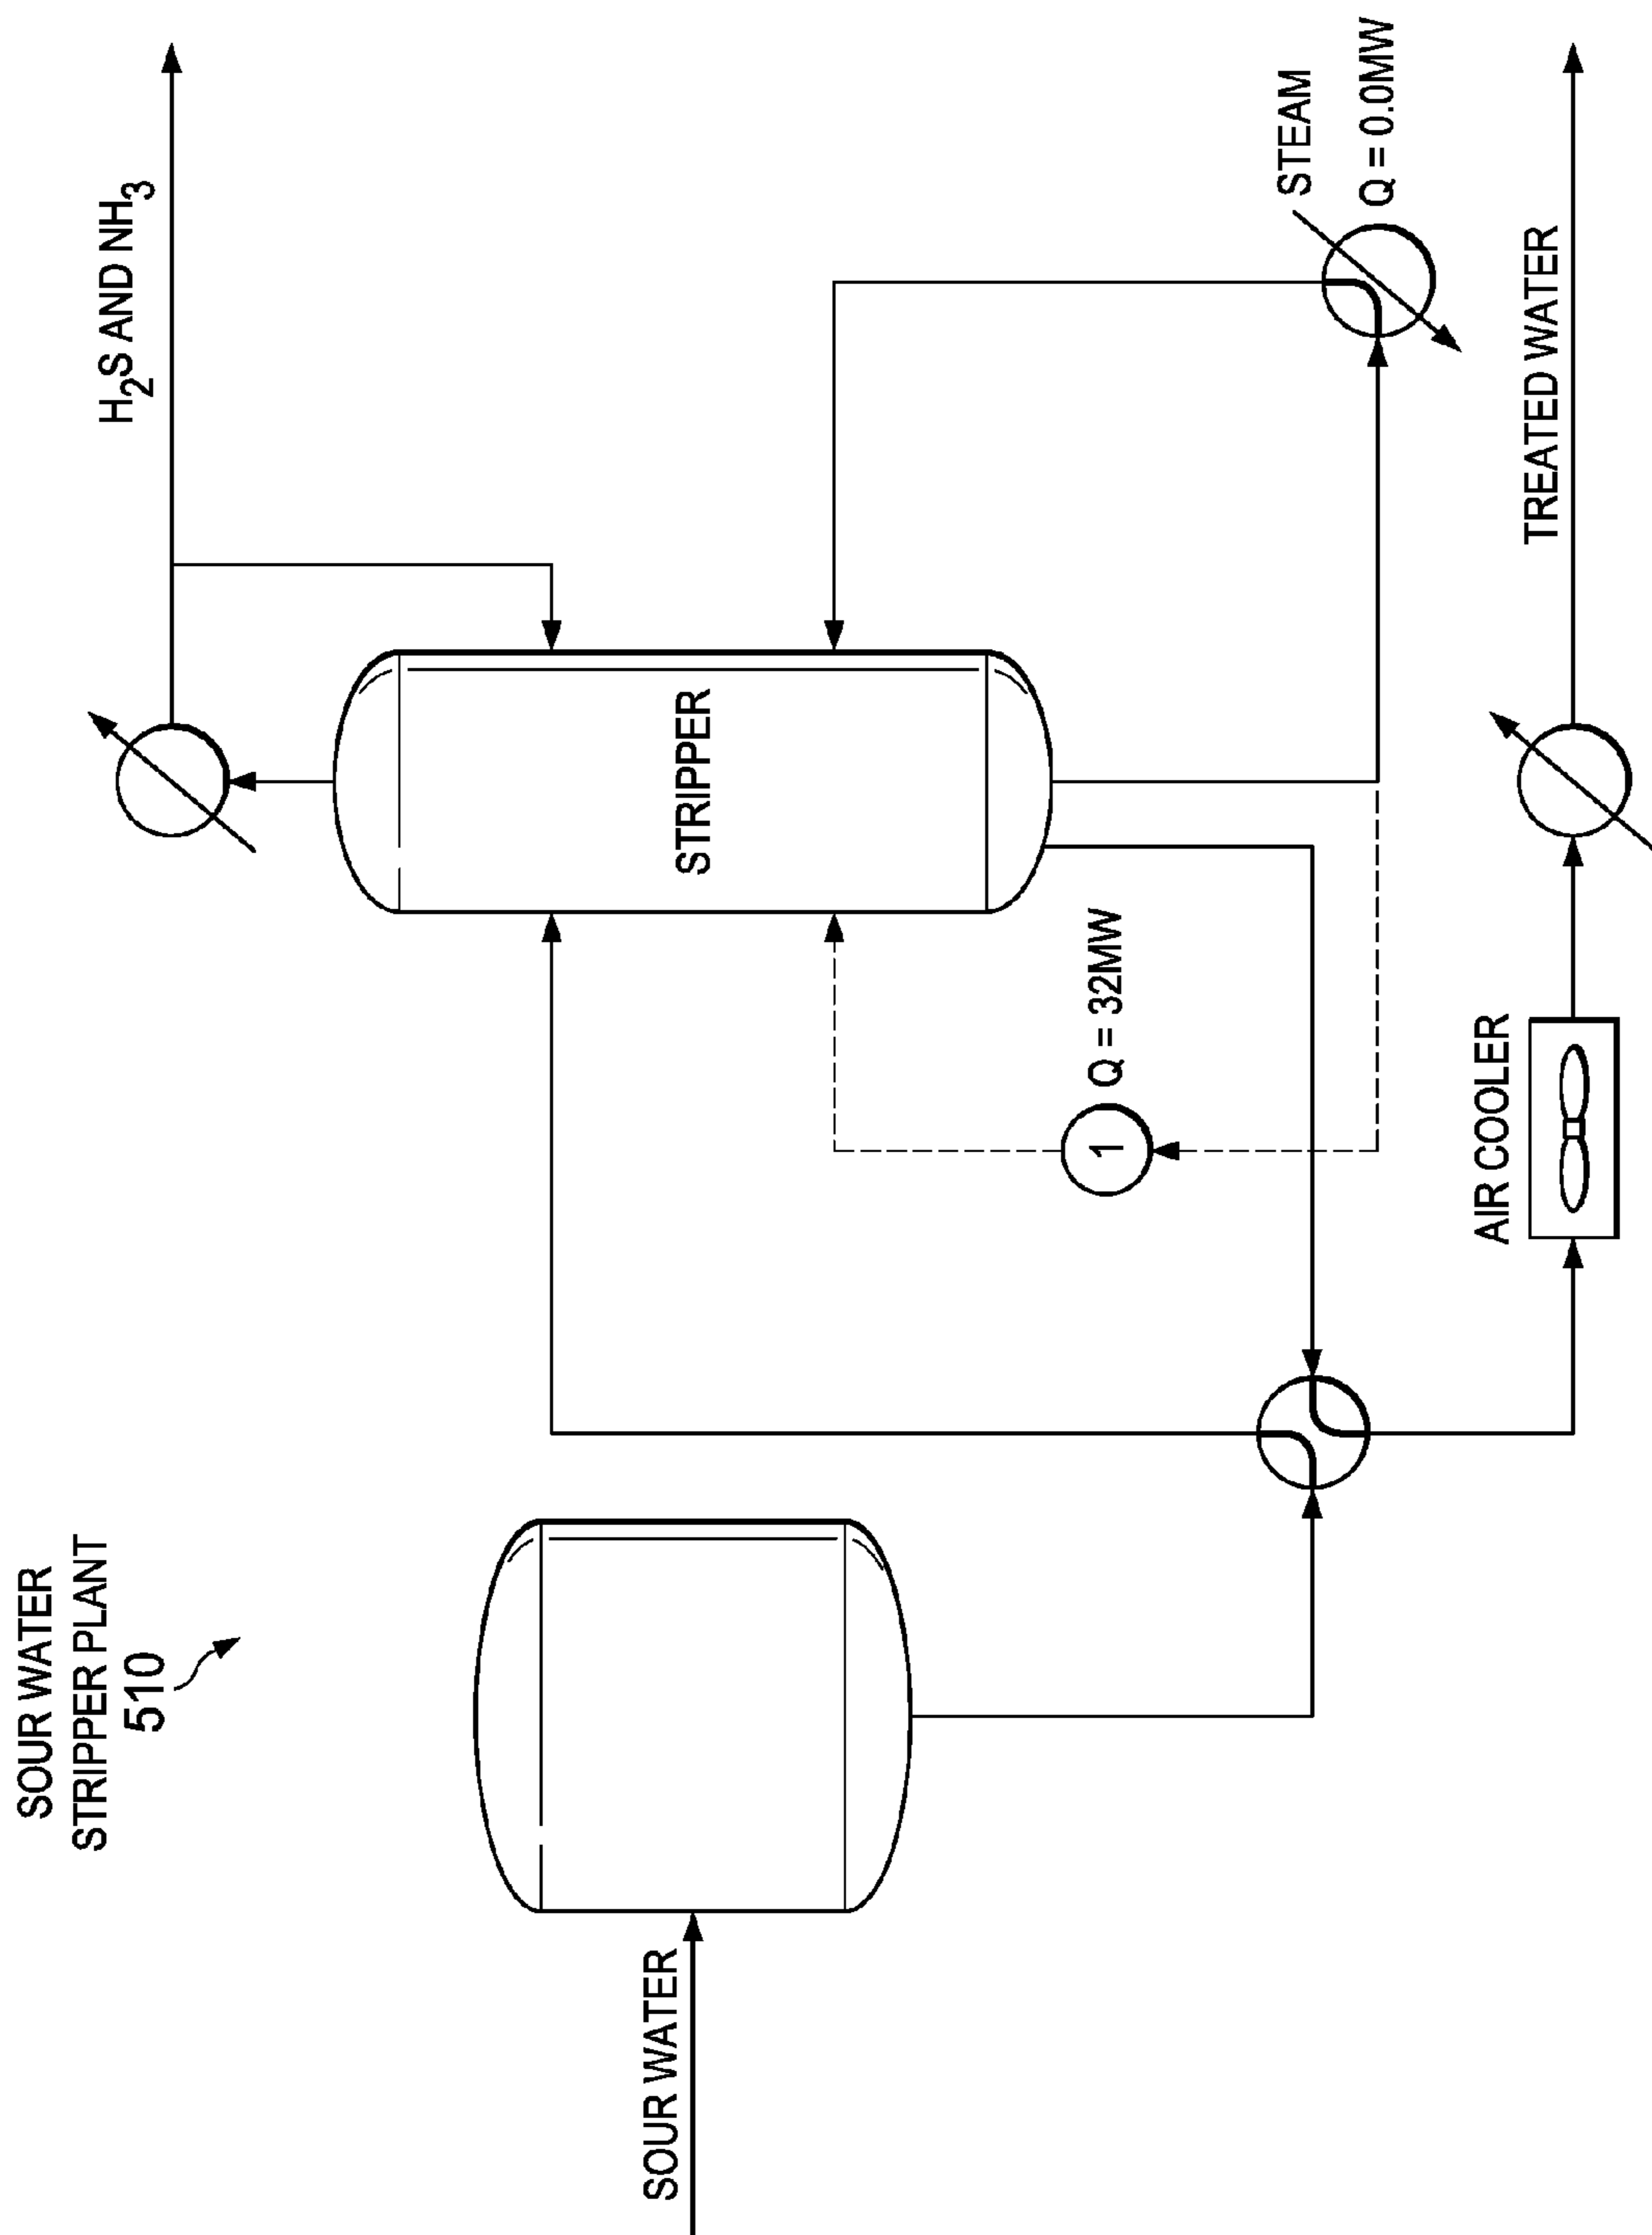 SOUR WATER
STRIPPER PLANT
510
SOUR WATER
H2S AND NH3
STRIPPER
Q = 32MW
1
STEAM
Q = 0.0MW
AIR COOLER
TREATED WATER